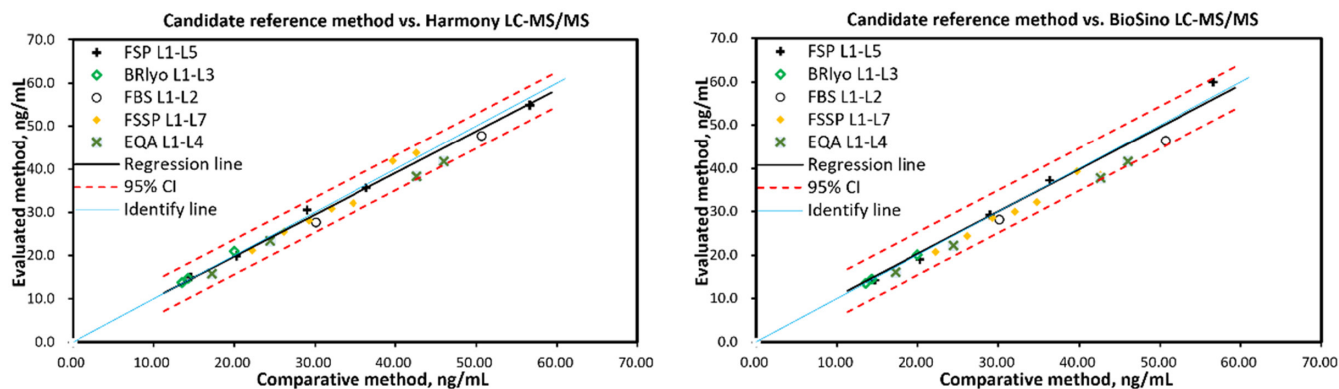 Candidate reference method vs. Harmony LC-MS/MS
Evaluated method, ng/mL
70.0
60.0
50.0
40.0
30.0
20.0
10.0
0.0
FSP L1-L5
BRlyo L1-L3
FBS L1-L2
FSSP L1-L7
EQA L1-L4
Regression line
95% CI
Identify line
0.00 10.00 20.00 30.00 40.00 50.00 60.00 70.00
Comparative method, ng/mL
Candidate reference method vs. BioSino LC-MS/MS
Evaluated method, ng/mL
70.0
60.0
50.0
40.0
30.0
20.0
10.0
0.0
FSP L1-L5
BRlyo L1-L3
FBS L1-L2
FSSP L1-L7
EQA L1-L4
Regression line
95% CI
Identify line
0.00 10.00 20.00 30.00 40.00 50.00 60.00 70.00
Comparative method, ng/mL